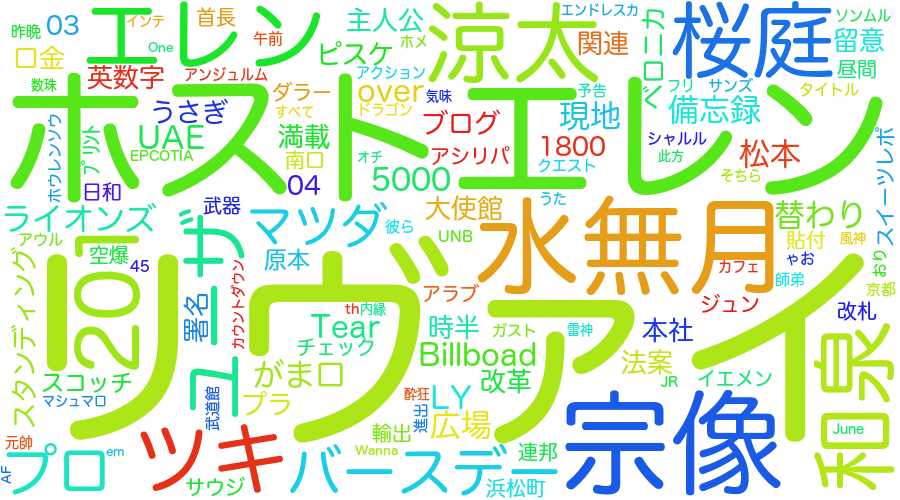 インテ
昨晩
03
エレン
首長
主人公
エンドレスカ
涼太
関連
桜庭
ソンムル
留意
昼間
口金
英数字
One
午前
ピスケ
ホメ
ベロニカ
数珠
アンジュルム
ダラー
アクション
over
気味
予告
フリ
サンズ
タイトル
ホストエレン
うさぎ
すべて
ドラゴン
ブログ
現地
備忘録
ホウレンソウ
プリント
UAE
満載
EPCOTIA
南口
オチ
アシリパ
1800
シャルル
此方
松本
日和
04
5000
クエスト
そちら
スイーツレポ
ライオンズ
武器
マツダ
彼ら
大使館
うた
水無月
替わり
アウル
空爆
45
ザ
原本
UNB
貼付
風神
ゃお
カフェ
師弟
おり
京都
スタンディング
20
リヴァイ
署名
カウントダウン
th
内縁
アラブ
ジュン
改札
Tear
時半
ガスト
雷神
本社
和泉
チェック
Billboad
法案
スコッチ
ユ
がま口
改革
JR
イエメン
マシュマロ
武道館
プラ
酔狂
LY
宗像
元帥
進出
広場
June
AF
プロ
em
ツキ
輸出
Wanna
連邦
サウジ
バースデー
浜松町